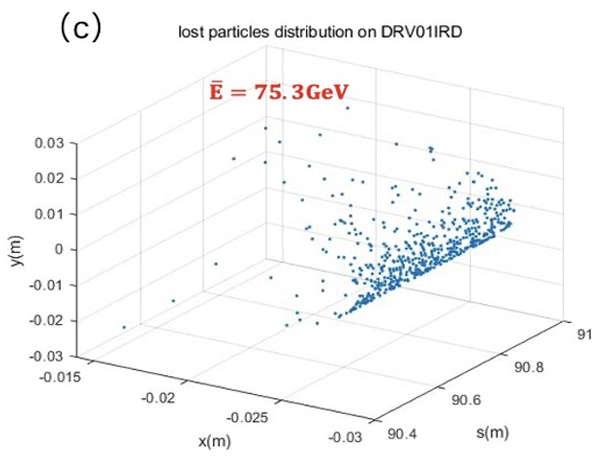 (c)
lost particles distribution on DRV01IRD
Ē = 75.3GeV
0.03
0.02
0.01
0
-0.01
-0.02
-0.03
y(m)
-0.015
-0.02
-0.025
-0.03
x(m)
90.4
90.6
90.8
91
s(m)